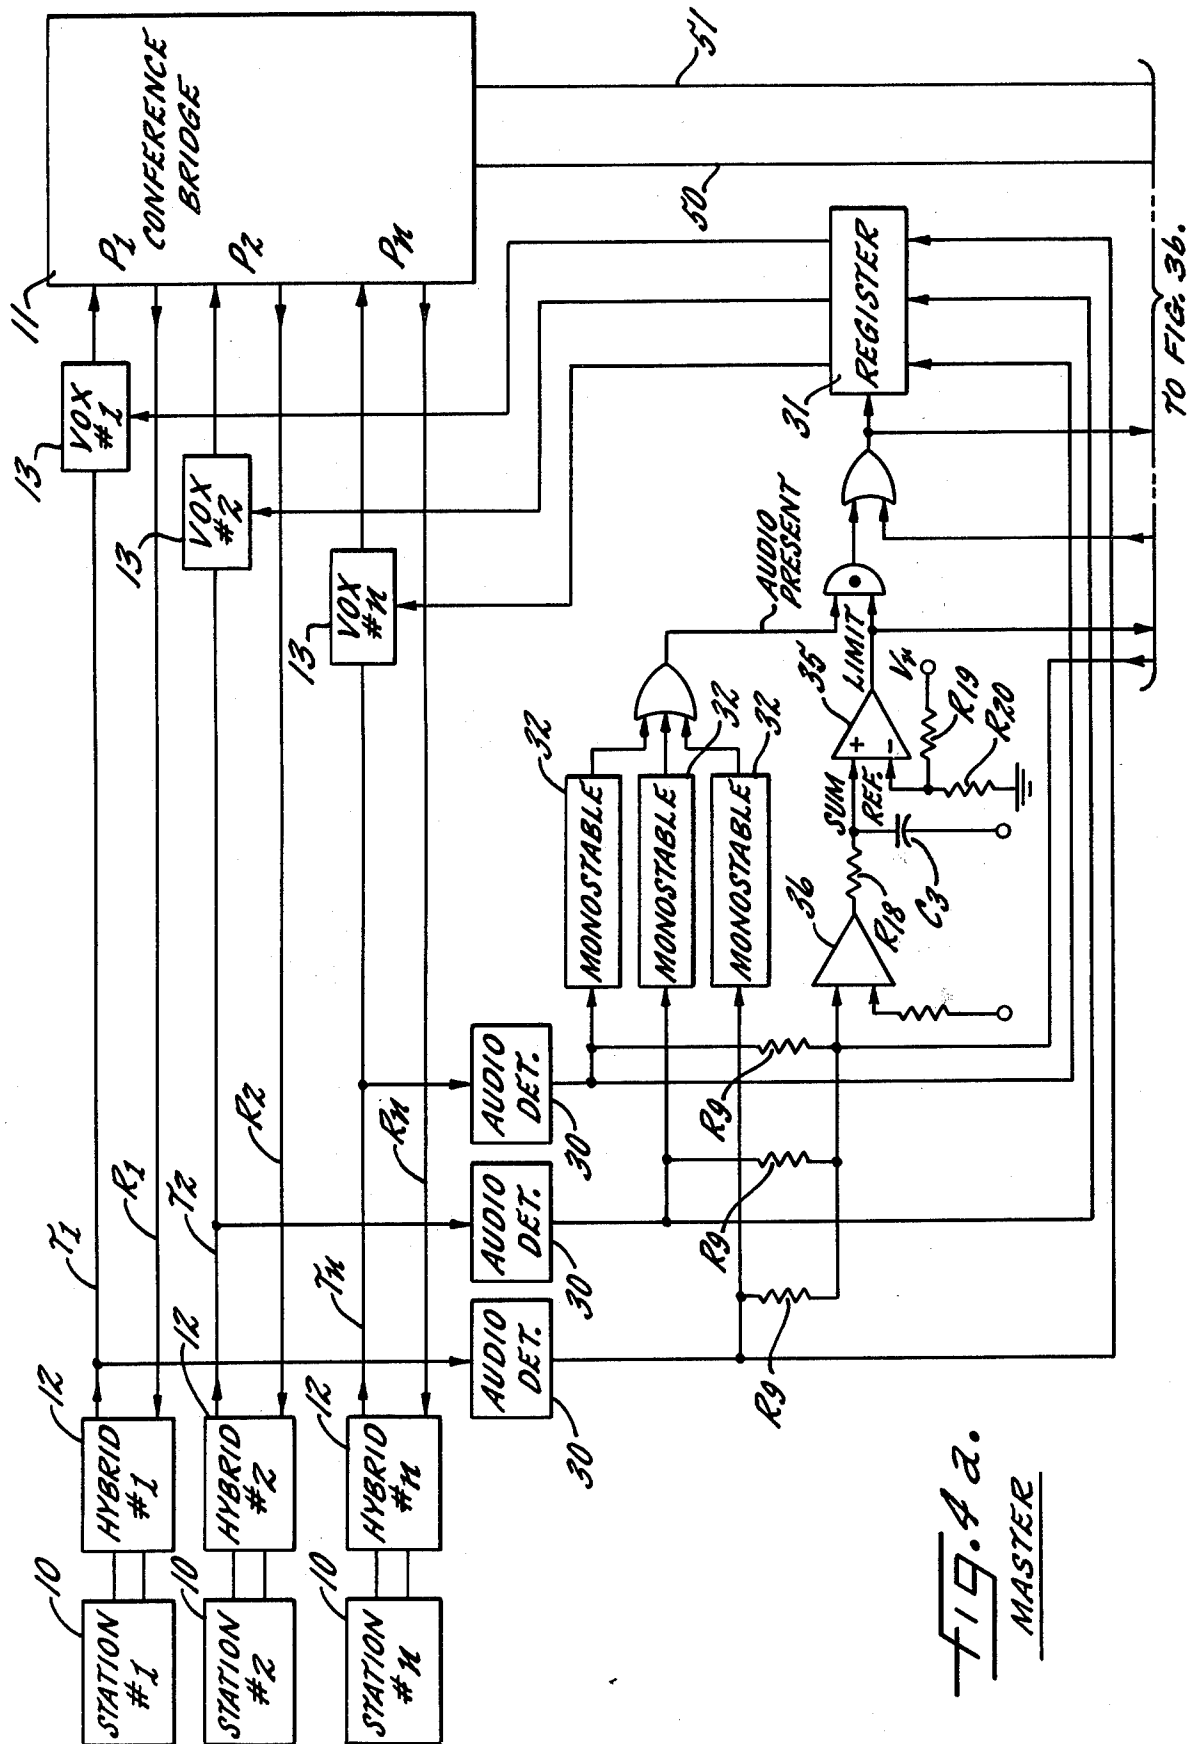 STATION
#1
10
STATION
#2
10
STATION
#n
10
HYBRID
#1
12
HYBRID
#2
12
HYBRID
#n
12
T1
R1
T2
R2
Tn
Rn
VOX
#1
13
VOX
#2
13
VOX
#n
13
11
P1
CONFERENCE
BRIDGE
P2
Pn
AUDIO
DET.
30
AUDIO
DET.
30
AUDIO
DET.
30
MONOSTABLE
32
MONOSTABLE
32
MONOSTABLE
32
AUDIO
PRESENT
R9
R9
R9
36
R18
C3
SUM
REF.
+
-
35
LIMIT
Vn
R19
R20
31
REGISTER
50
51
TO FIG. 3b.
Fig. 4a.
MASTER